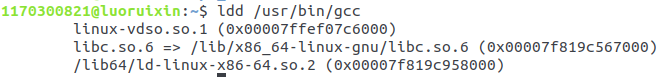 1170300821@luoruixin:~$ ldd /usr/bin/gcc
linux-vdso.so.1 (0x00007ffef07c6000)
libc.so.6 => /lib/x86_64-linux-gnu/libc.so.6 (0x00007f819c567000)
/lib64/ld-linux-x86-64.so.2 (0x00007f819c958000)